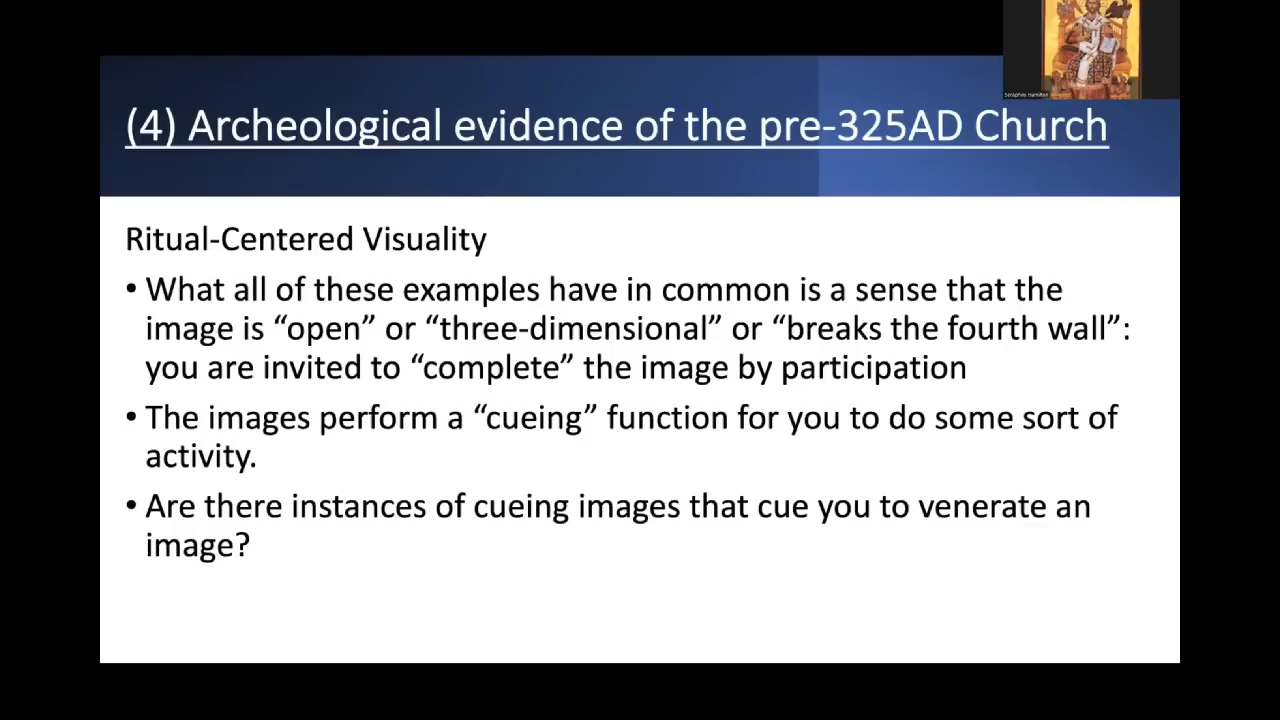 Seraphim Hamilton
(4) Archeological evidence of the pre-325AD Church
Ritual-Centered Visuality
• What all of these examples have in common is a sense that the
image is “open” or “three-dimensional” or “breaks the fourth wall”:
you are invited to “complete” the image by participation
• The images perform a “cueing” function for you to do some sort of
activity.
• Are there instances of cueing images that cue you to venerate an
image?